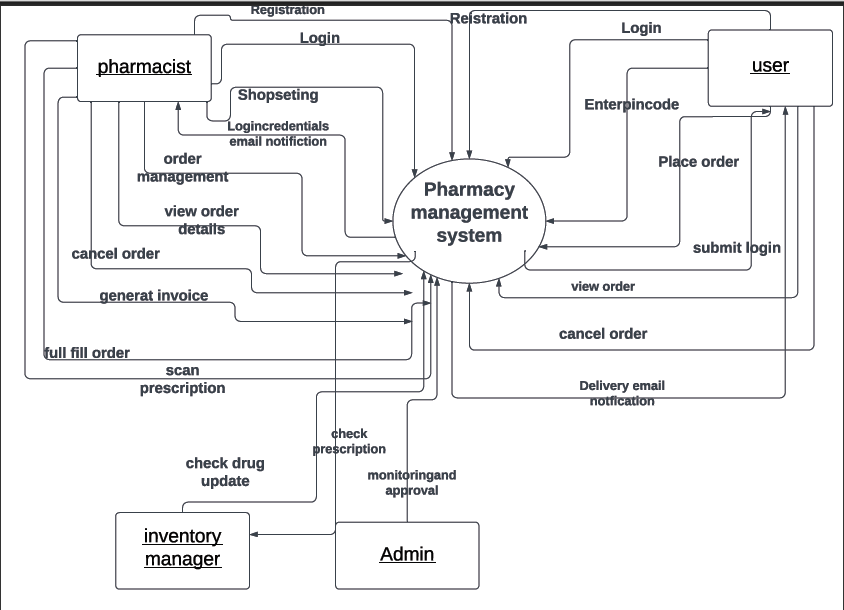 Registration
Reistration
Login
Login
pharmacist
user
Shopseting
Enterpincode
Logincredentials
email notifiction
order
management
Place order
Pharmacy
management
system
view order
details
cancel order
submit login
generat invoice
view order
cancel order
full fill order
scan
prescription
Delivery email
notfication
check
prescription
check drug
update
monitoringand
approval
inventory
manager
Admin